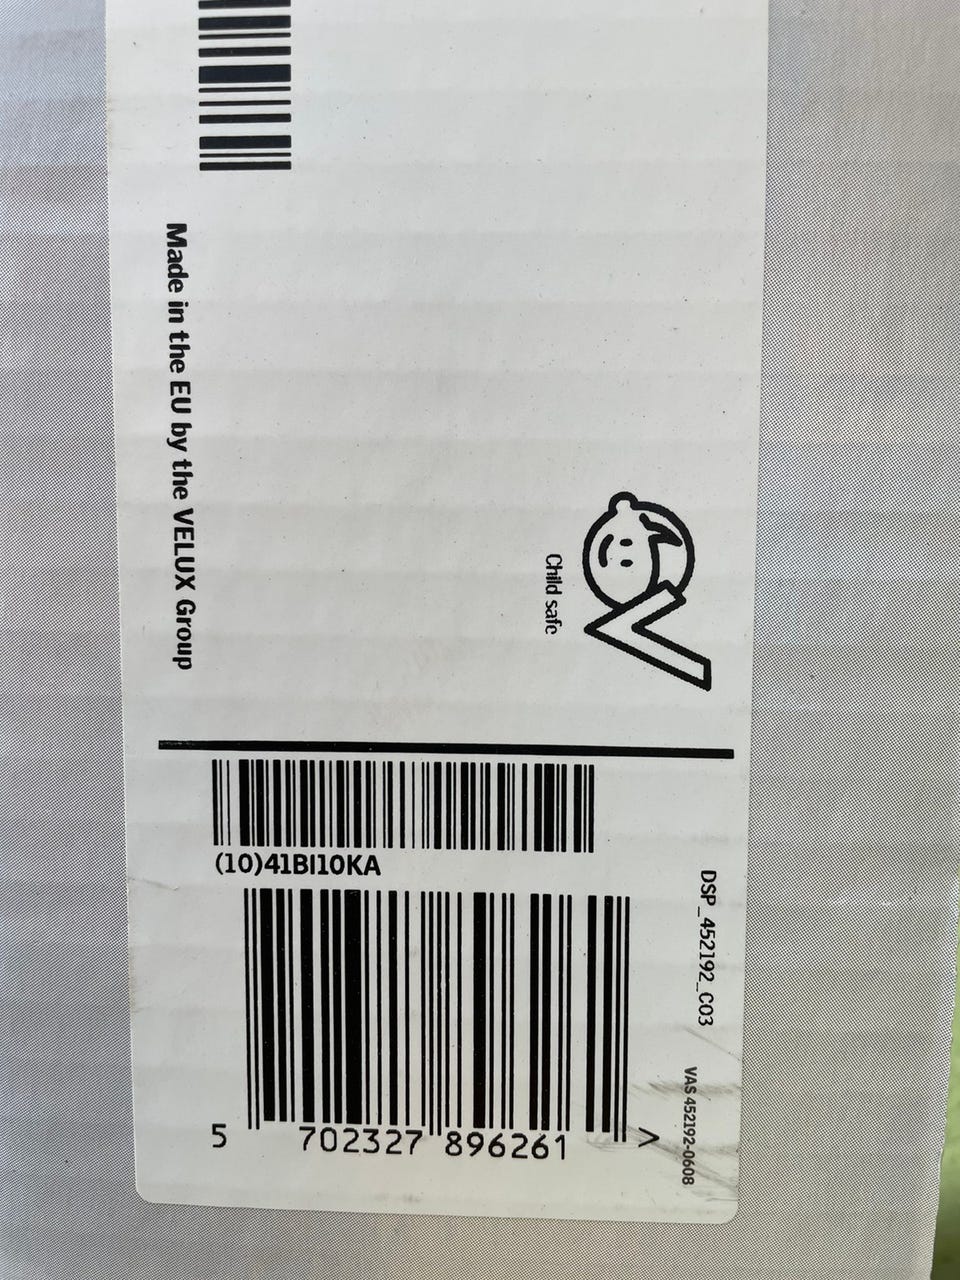 Made in the EU by the VELUX Group
Child safe
(10)41BI10KA
DSP_452192_C03
VAS 452192-0608
5 702327 896261 >